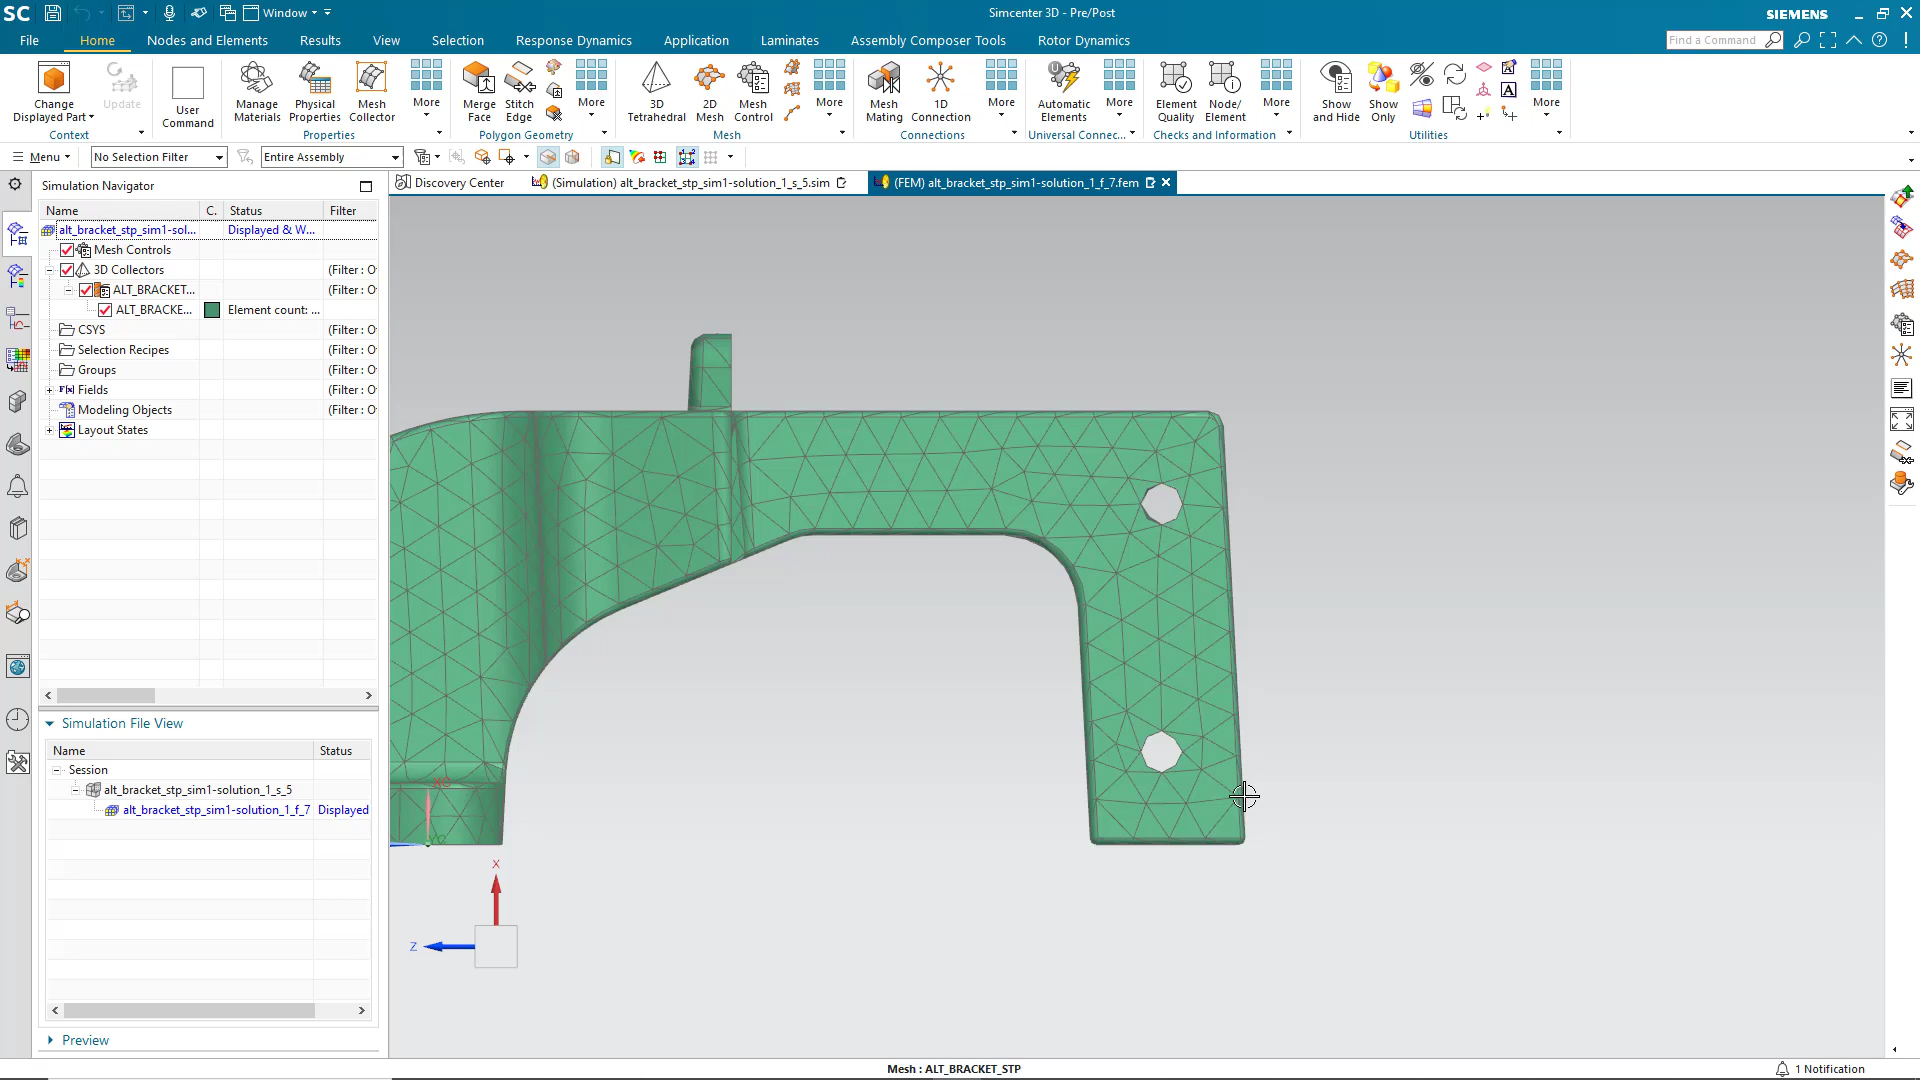 SC Window Simcenter 3D - Pre/Post SIEMENS
File Home Nodes and Elements Results View Selection Response Dynamics Application Laminates Assembly Composer Tools Rotor Dynamics Find a Command
Change Displayed Part
Update
Context
User Command
Manage Materials
Physical Properties
Mesh Collector
More
Properties
Merge Face
Stitch Edge
More
Polygon Geometry
3D Tetrahedral
2D Mesh
Mesh Control
More
Mesh
Mesh Mating
1D Connection
More
Connections
Automatic Elements
More
Universal Connec...
Element Quality
Node/ Element
More
Checks and Information
Show and Hide
Show Only
More
Utilities
Menu No Selection Filter Entire Assembly
Simulation Navigator
Discovery Center (Simulation) alt_bracket_stp_sim1-solution_1_s_5.sim (FEM) alt_bracket_stp_sim1-solution_1_f_7.fem
Name C. Status Filter
alt_bracket_stp_sim1-sol... Displayed & W...
Mesh Controls
3D Collectors (Filter : O
ALT_BRACKET... (Filter : O
ALT_BRACKE... Element count: ...
CSYS (Filter : O
Selection Recipes (Filter : O
Groups (Filter : O
Fields (Filter : O
Modeling Objects (Filter : O
Layout States
Simulation File View
Name Status
Session
alt_bracket_stp_sim1-solution_1_s_5
alt_bracket_stp_sim1-solution_1_f_7 Displayed
Preview
XC
YC
X
Z
Mesh : ALT_BRACKET_STP
1 Notification